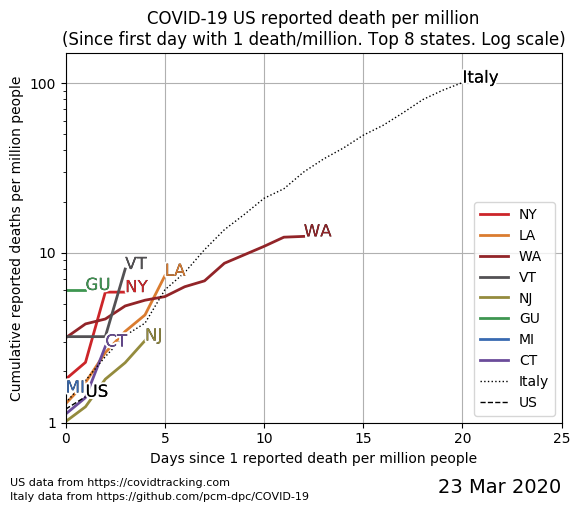 COVID-19 US reported death per million
(Since first day with 1 death/million. Top 8 states. Log scale)
Cumulative reported deaths per million people
100
10
1
Italy
WA
VT
LA
GU
NY
CT
NJ
MI
US
NY
LA
WA
VT
NJ
GU
MI
CT
Italy
US
0 5 10 15 20 25
Days since 1 reported death per million people
US data from https://covidtracking.com
Italy data from https://github.com/pcm-dpc/COVID-19
23 Mar 2020